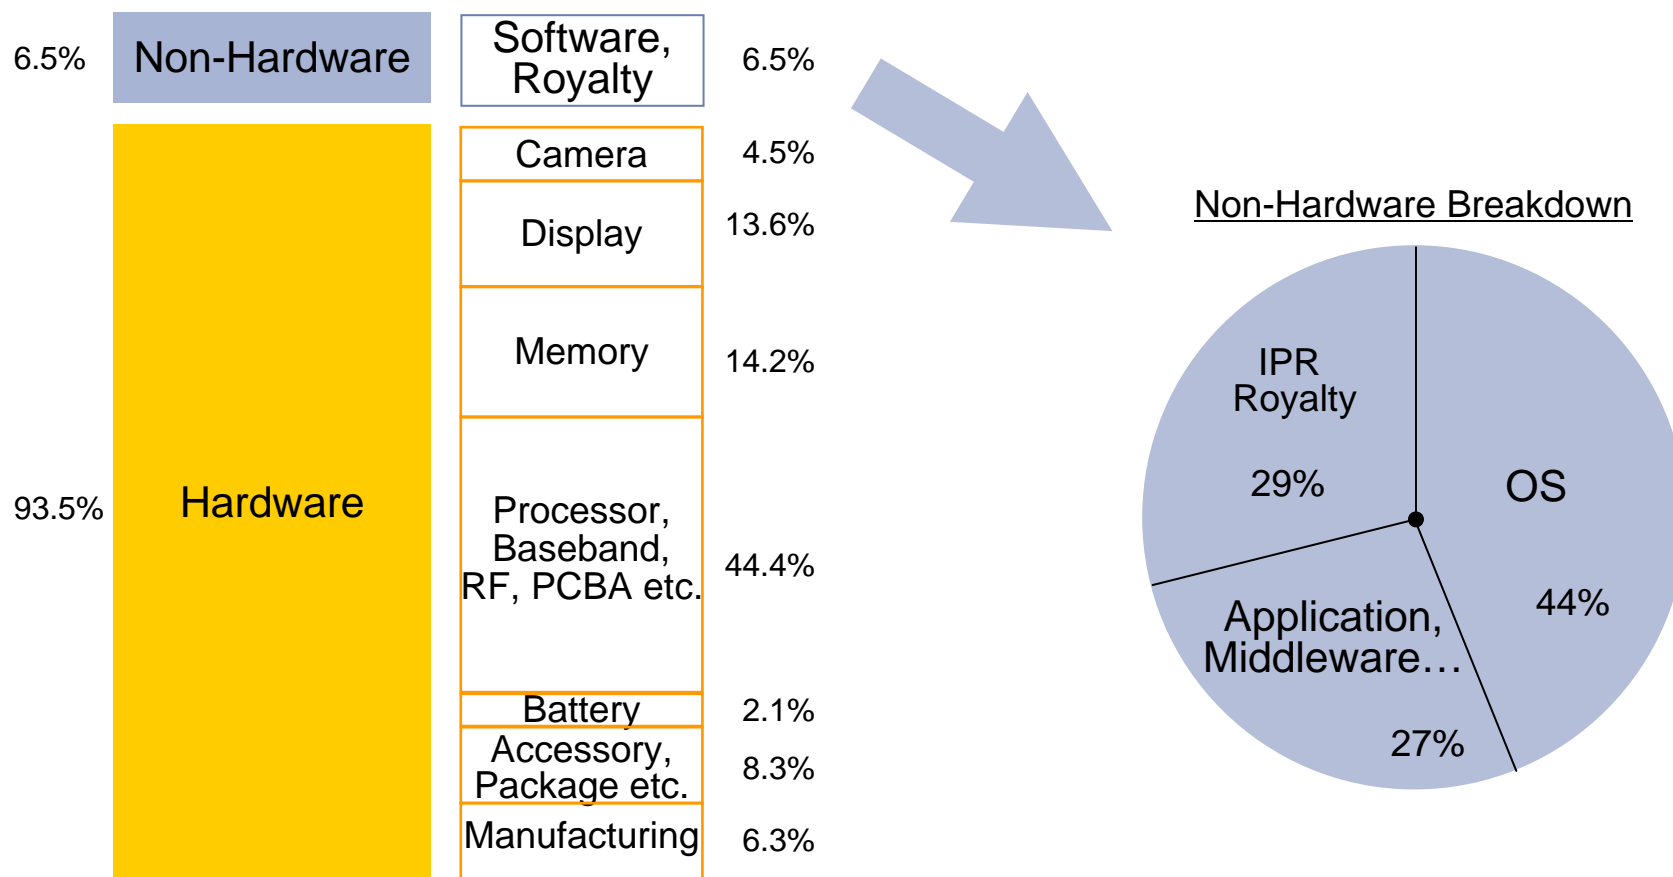 6.5%
Non-Hardware
Software,
Royalty
6.5%
Camera
4.5%
Display
13.6%
Memory
14.2%
93.5%
Hardware
Processor,
Baseband,
RF, PCBA etc.
44.4%
Battery
2.1%
Accessory,
Package etc.
8.3%
Manufacturing
6.3%
Non-Hardware Breakdown
IPR
Royalty
29%
OS
44%
Application,
Middleware…
27%